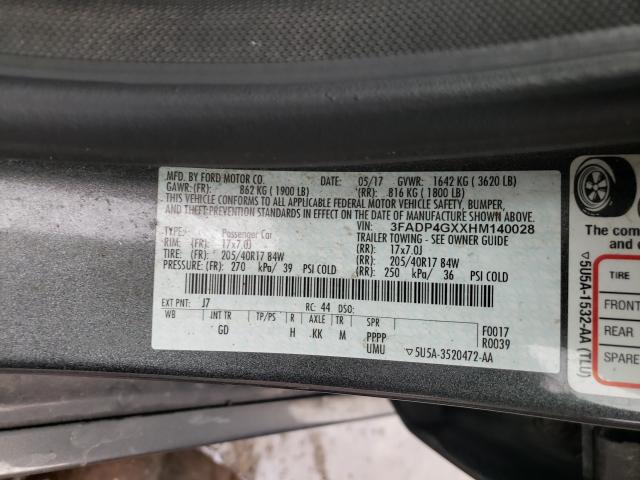 MFD. BY FORD MOTOR CO. DATE: 05/17 GVWR: 1642 KG ( 3620 LB)
GAWR:(FR): 862 KG ( 1900 LB) (RR): 816 KG ( 1800 LB)
THIS VEHICLE CONFORMS TO ALL APPLICABLE FEDERAL MOTOR VEHICLE SAFETY, BUMPER,
AND THEFT PREVENTION STANDARDS IN EFFECT ON THE DATE OF MANUFACTURE SHOWN ABOVE.
VIN: 3FADP4GXXHM140028
TYPE: Passenger Car TRAILER TOWING - SEE OWNER GUIDE
RIM: (FR): 17x7.0J (RR): 17x7.0J
TIRE: (FR): 205/40R17 84W (RR): 205/40R17 84W
PRESSURE: (FR): 270 kPa/ 39 PSI COLD (RR): 250 kPa/ 36 PSI COLD
EXT PNT: J7 RC: 44 DSO:
WB INT TR TP/PS R AXLE TR SPR
GD H KK M PPPP F0017
UMU R0039
5U5A-3520472-AA
5U5A-1532-AA (TLU)
The com
a
TIRE
FRONT
REAR
SPARE